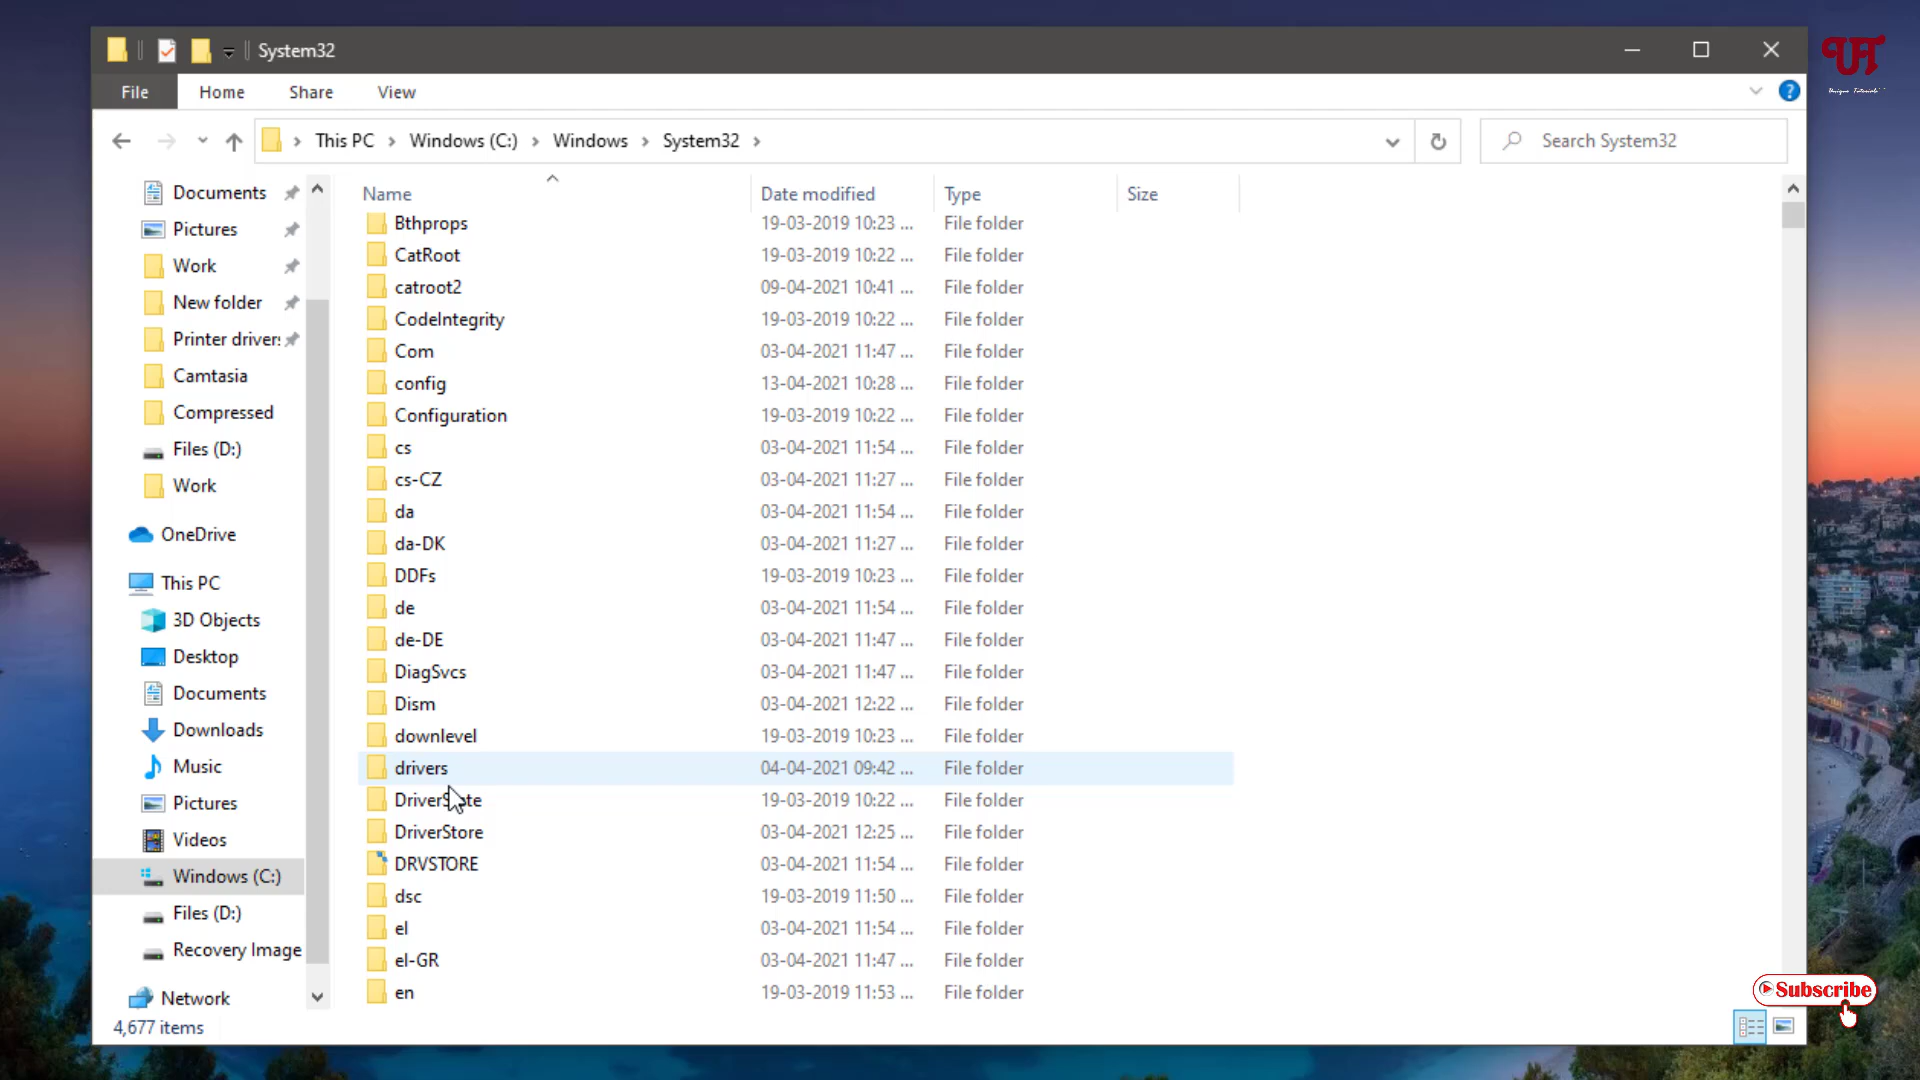 System32
File Home Share View
This PC Windows (C:) Windows System32
Search System32
Documents
Pictures
Work
New folder
Printer driver
Camtasia
Compressed
Files (D:)
Work
OneDrive
This PC
3D Objects
Desktop
Documents
Downloads
Music
Pictures
Videos
Windows (C:)
Files (D:)
Recovery Image
Network
Name Date modified Type Size
Bthprops 19-03-2019 10:23 ... File folder
CatRoot 19-03-2019 10:22 ... File folder
catroot2 09-04-2021 10:41 ... File folder
CodeIntegrity 19-03-2019 10:22 ... File folder
Com 03-04-2021 11:47 ... File folder
config 13-04-2021 10:28 ... File folder
Configuration 19-03-2019 10:22 ... File folder
cs 03-04-2021 11:54 ... File folder
cs-CZ 03-04-2021 11:27 ... File folder
da 03-04-2021 11:54 ... File folder
da-DK 03-04-2021 11:27 ... File folder
DDFs 19-03-2019 10:23 ... File folder
de 03-04-2021 11:54 ... File folder
de-DE 03-04-2021 11:47 ... File folder
DiagSvcs 03-04-2021 11:47 ... File folder
Dism 03-04-2021 12:22 ... File folder
downlevel 19-03-2019 10:23 ... File folder
drivers 04-04-2021 09:42 ... File folder
DriverState 19-03-2019 10:22 ... File folder
DriverStore 03-04-2021 12:25 ... File folder
DRVSTORE 03-04-2021 11:54 ... File folder
dsc 19-03-2019 11:50 ... File folder
el 03-04-2021 11:54 ... File folder
el-GR 03-04-2021 11:47 ... File folder
en 19-03-2019 11:53 ... File folder
4,677 items
UT
Unique Tutorials
Subscribe